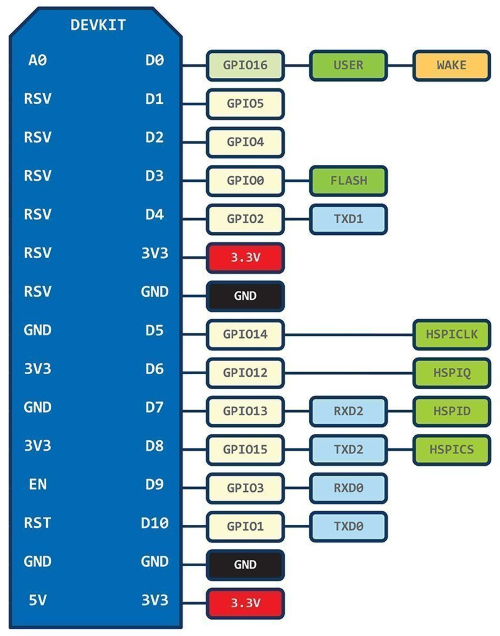 DEVKIT
A0 D0 GPIO16 USER WAKE
RSV D1 GPIO5
RSV D2 GPIO4
RSV D3 GPIO0 FLASH
RSV D4 GPIO2 TXD1
RSV 3V3 3.3V
RSV GND GND
GND D5 GPIO14 HSPICLK
3V3 D6 GPIO12 HSPIQ
GND D7 GPIO13 RXD2 HSPID
3V3 D8 GPIO15 TXD2 HSPICS
EN D9 GPIO3 RXD0
RST D10 GPIO1 TXD0
GND GND GND
5V 3V3 3.3V